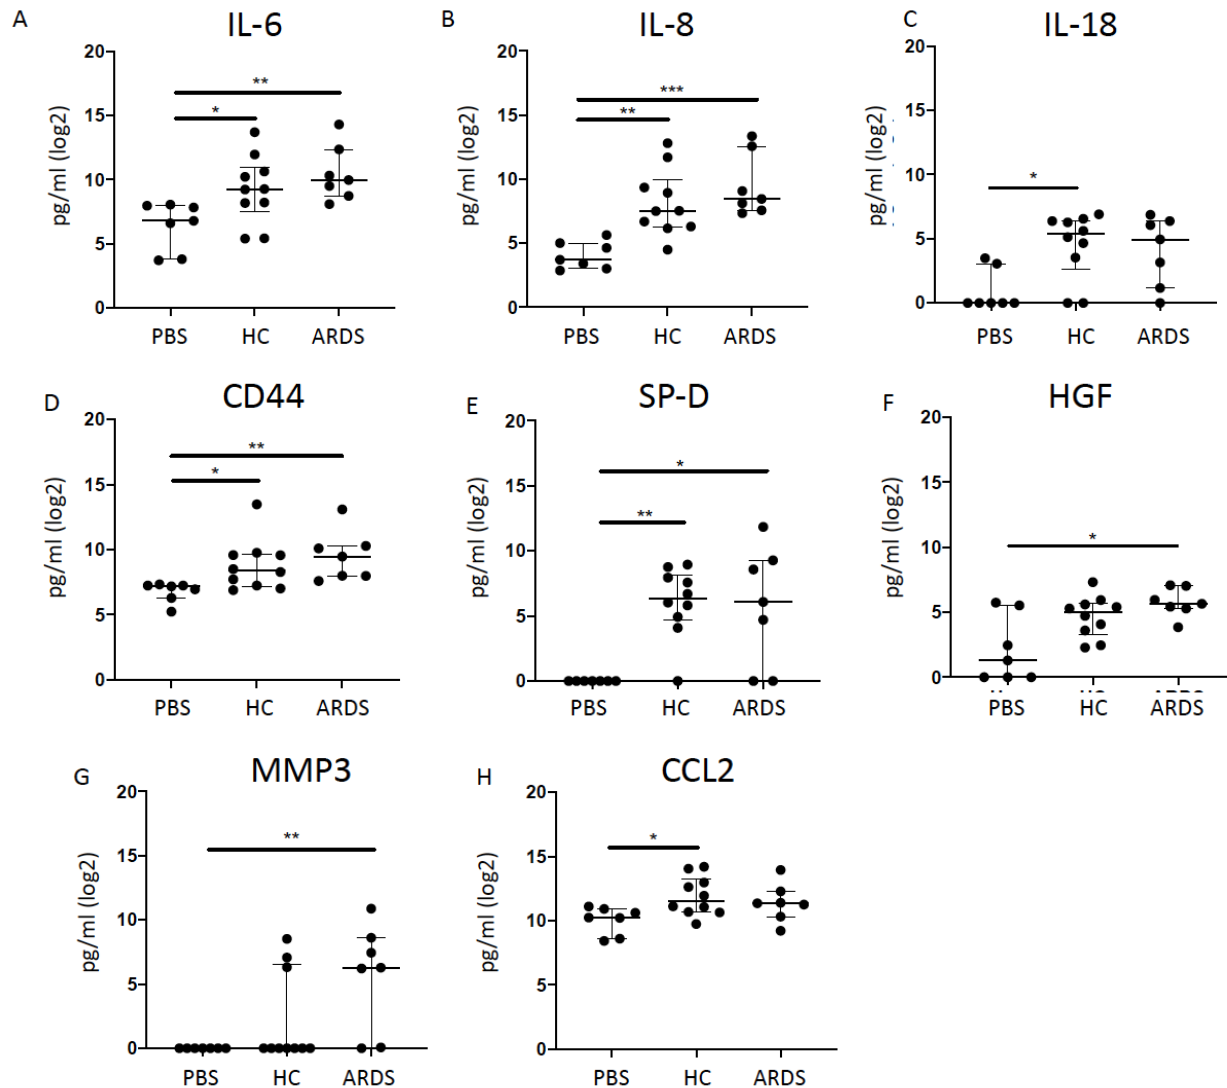 A IL-6
20
15
10
5
0
pg/ml (log2)
**
*
PBS HC ARDS
B IL-8
20
15
10
5
0
pg/ml (log2)
***
**
PBS HC ARDS
C IL-18
20
15
10
5
0
pg/ml (log2)
*
PBS HC ARDS
D CD44
20
15
10
5
0
pg/ml (log2)
**
*
PBS HC ARDS
E SP-D
20
15
10
5
0
pg/ml (log2)
*
**
PBS HC ARDS
F HGF
20
15
10
5
0
pg/ml (log2)
*
PBS HC ARDS
G MMP3
20
15
10
5
0
pg/ml (log2)
**
PBS HC ARDS
H CCL2
20
15
10
5
0
pg/ml (log2)
*
PBS HC ARDS